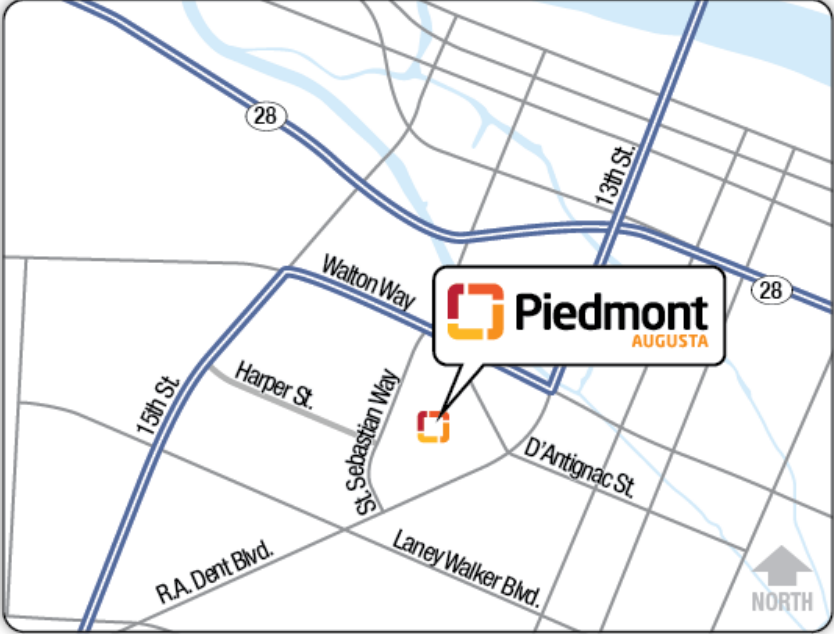 28
13th St.
Walton Way
28
Piedmont
AUGUSTA
15th St.
Harper St.
St. Sebastian Way
D'Antignac St.
R.A. Dent Blvd.
Laney Walker Blvd.
NORTH